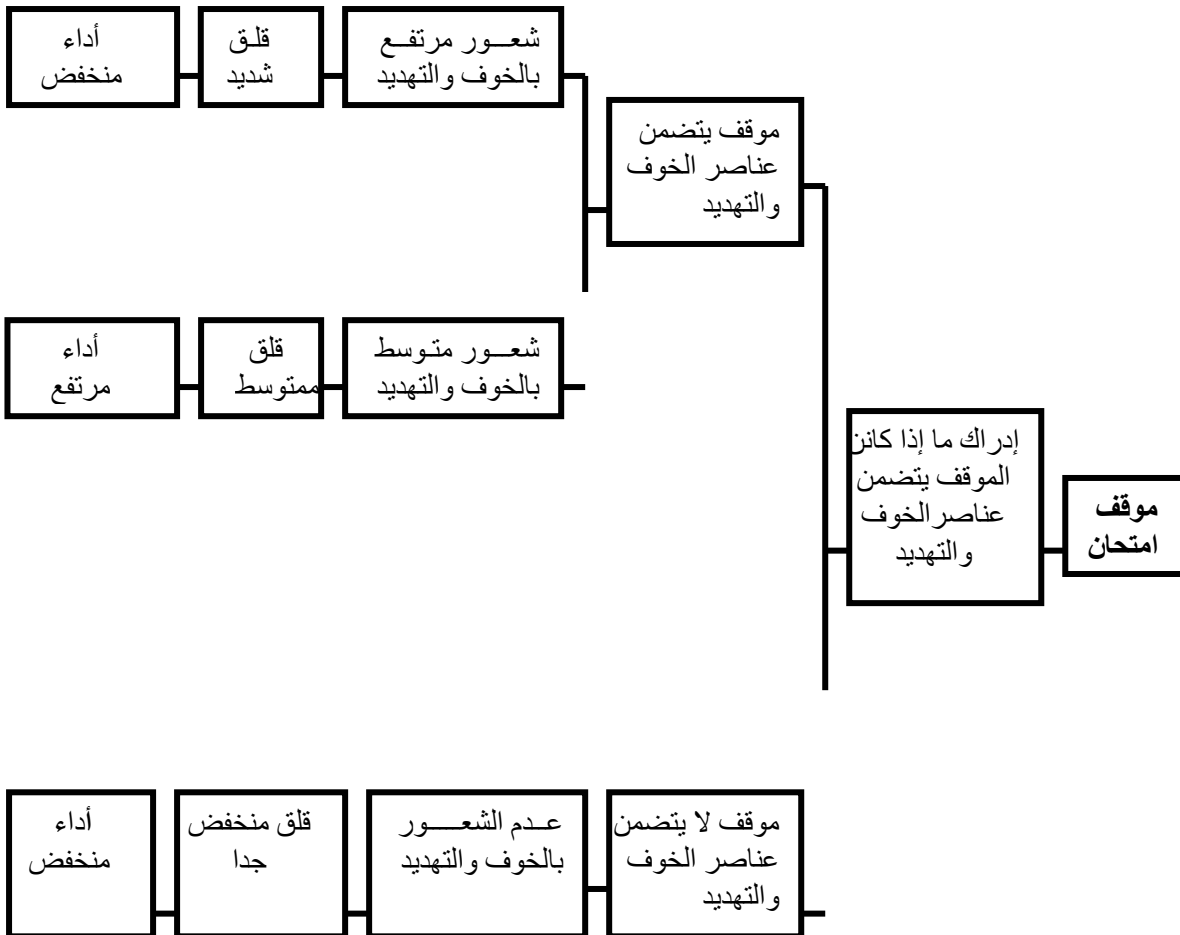 موقف
امتحان
إدراك ما إذا كانن
الموقف يتضمن
عناصر الخوف
والتهديد
موقف يتضمن
عناصر الخوف
والتهديد
شعور مرتفع
بالخوف والتهديد
قلق
شديد
أداء
منخفض
شعور متوسط
بالخوف والتهديد
قلق
ممتوسط
أداء
مرتفع
موقف لا يتضمن
عناصر الخوف
والتهديد
عدم الشعور
بالخوف والتهديد
قلق منخفض
جدا
أداء
منخفض